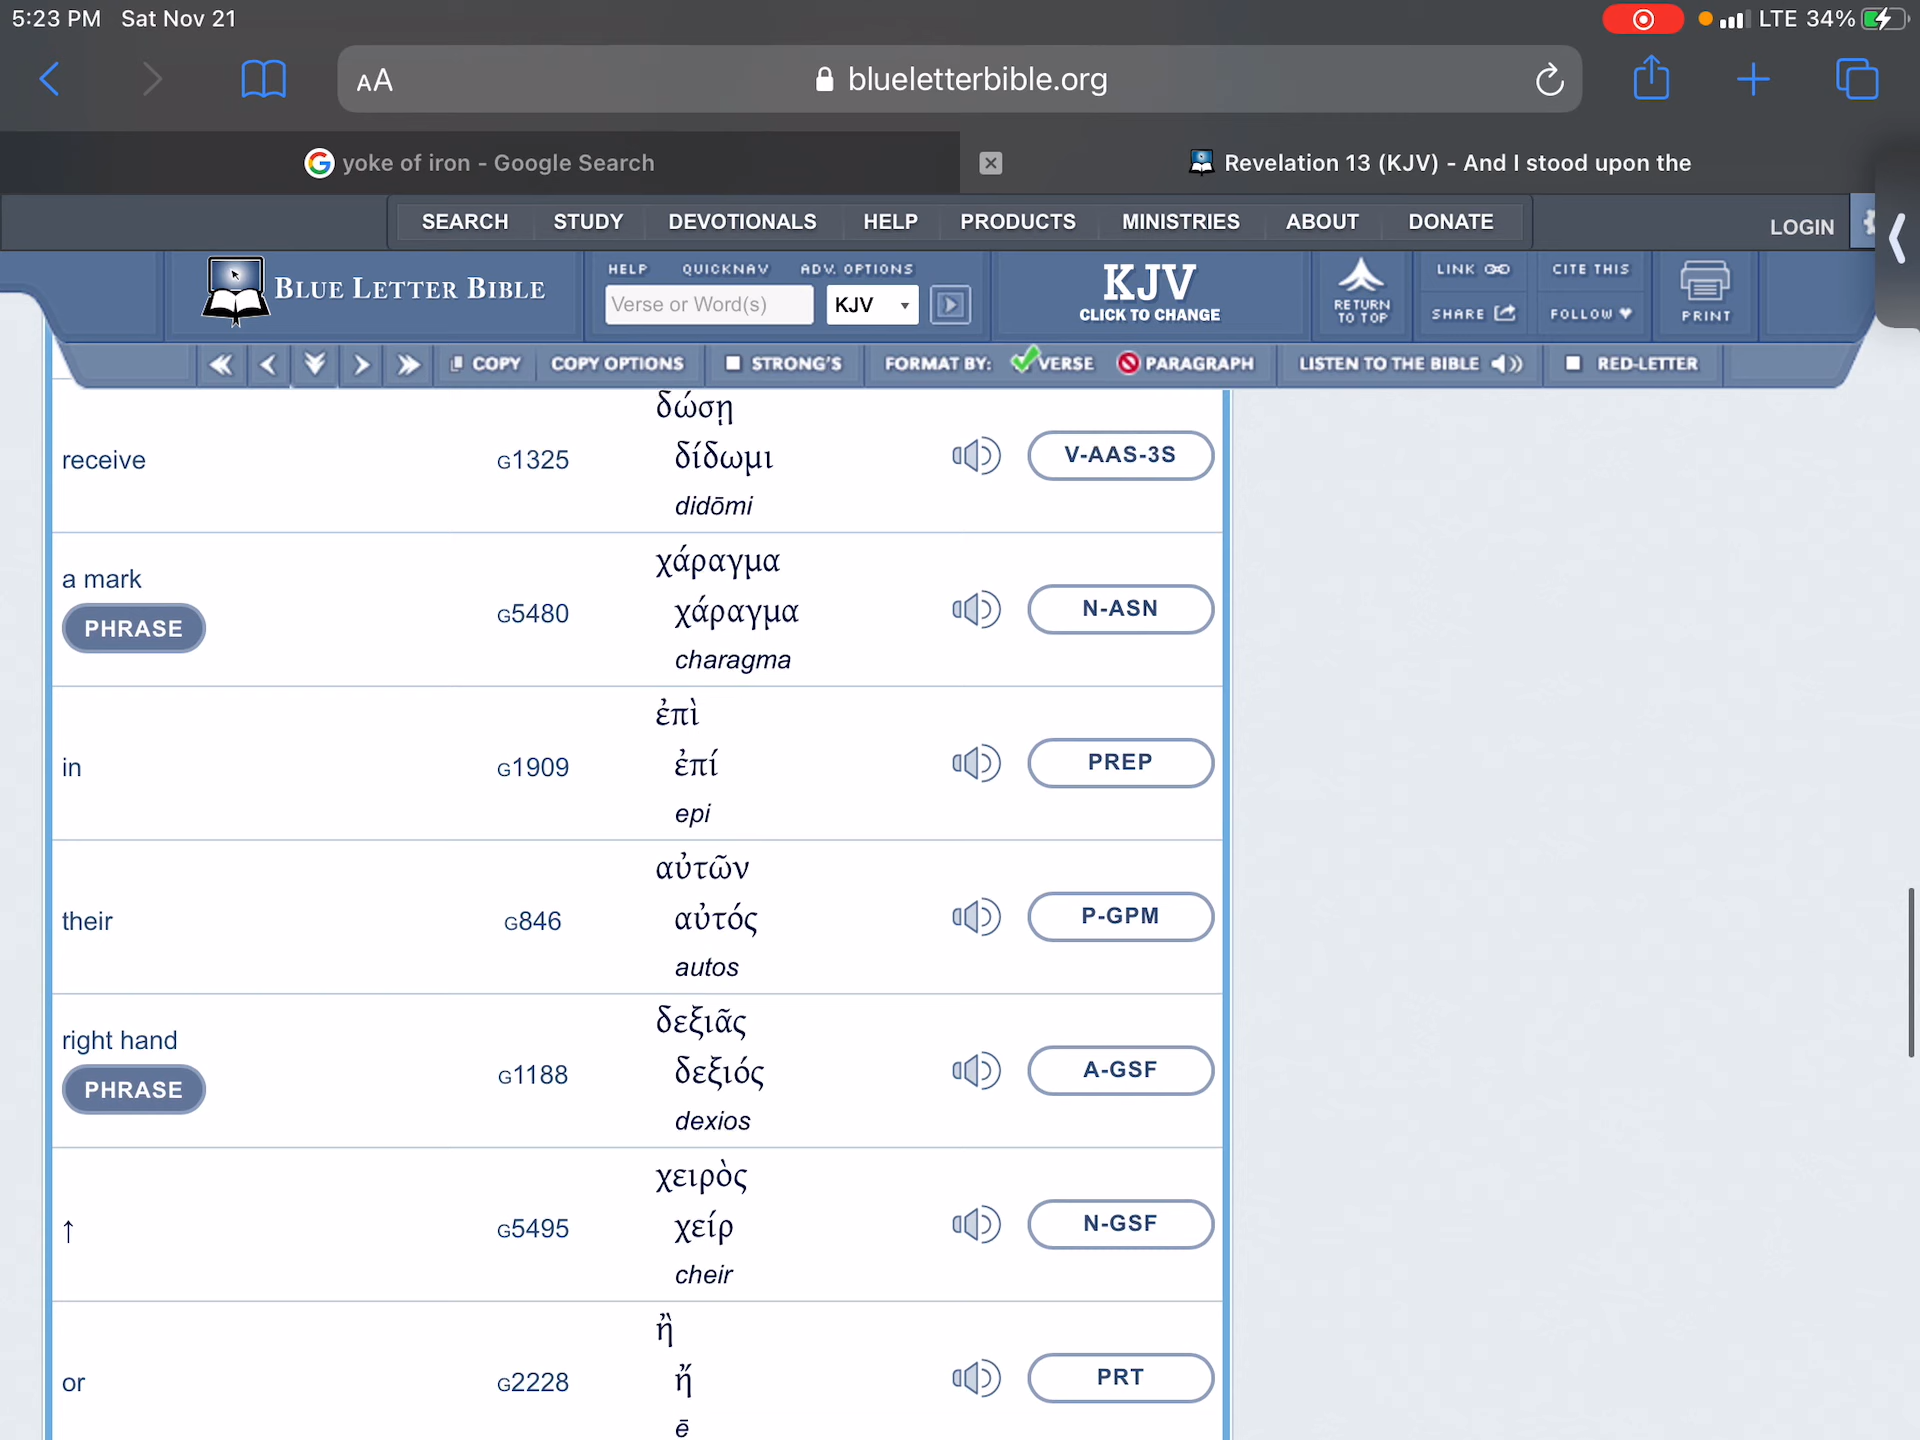 5:23 PM Sat Nov 21
LTE 34%
AA
blueletterbible.org
yoke of iron - Google Search
Revelation 13 (KJV) - And I stood upon the
SEARCH STUDY DEVOTIONALS HELP PRODUCTS MINISTRIES ABOUT DONATE
LOGIN
BLUE LETTER BIBLE
HELP QUICKNAV ADV. OPTIONS
Verse or Word(s)
KJV
KJV
CLICK TO CHANGE
RETURN
TO TOP
LINK
CITE THIS
SHARE
FOLLOW
PRINT
COPY COPY OPTIONS STRONG'S FORMAT BY: VERSE PARAGRAPH LISTEN TO THE BIBLE RED-LETTER
δώσῃ
receive G1325 δίδωμι V-AAS-3S
didōmi
χάραγμα
a mark
PHRASE
G5480 χάραγμα N-ASN
charagma
ἐπὶ
in G1909 ἐπί PREP
epi
αὐτῶν
their G846 αὐτός P-GPM
autos
δεξιᾶς
right hand
PHRASE
G1188 δεξιός A-GSF
dexios
χειρὸς
↑ G5495 χείρ N-GSF
cheir
ἢ
or G2228 ἤ PRT
ē